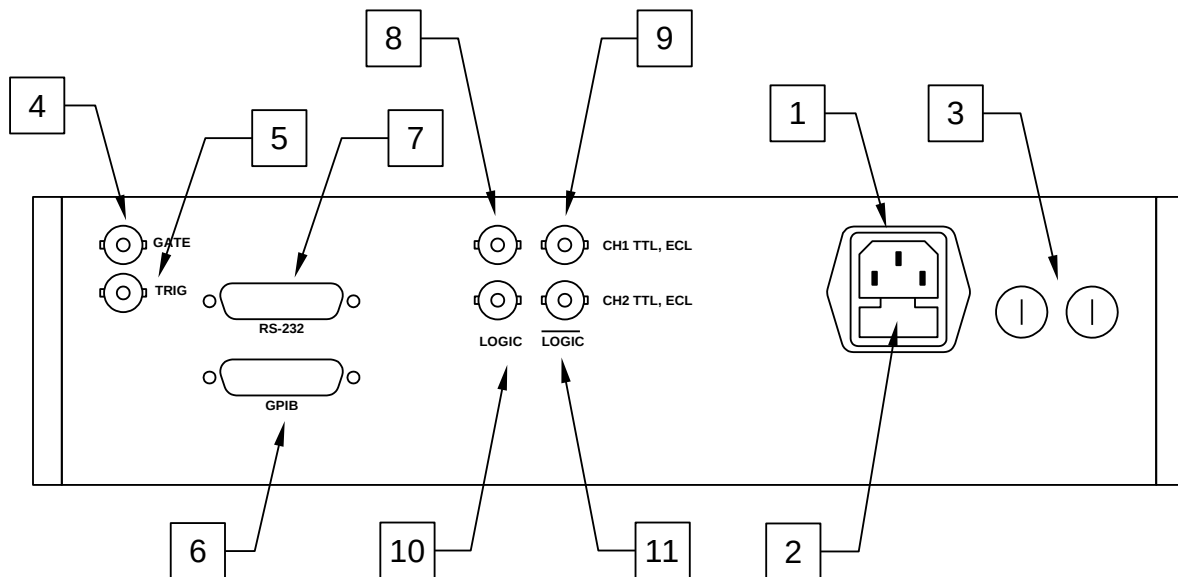 8
9
4
5
7
1
3
GATE
CH1 TTL, ECL
TRIG
CH2 TTL, ECL
RS-232
LOGIC
LOGIC
GPIB
6
10
11
2